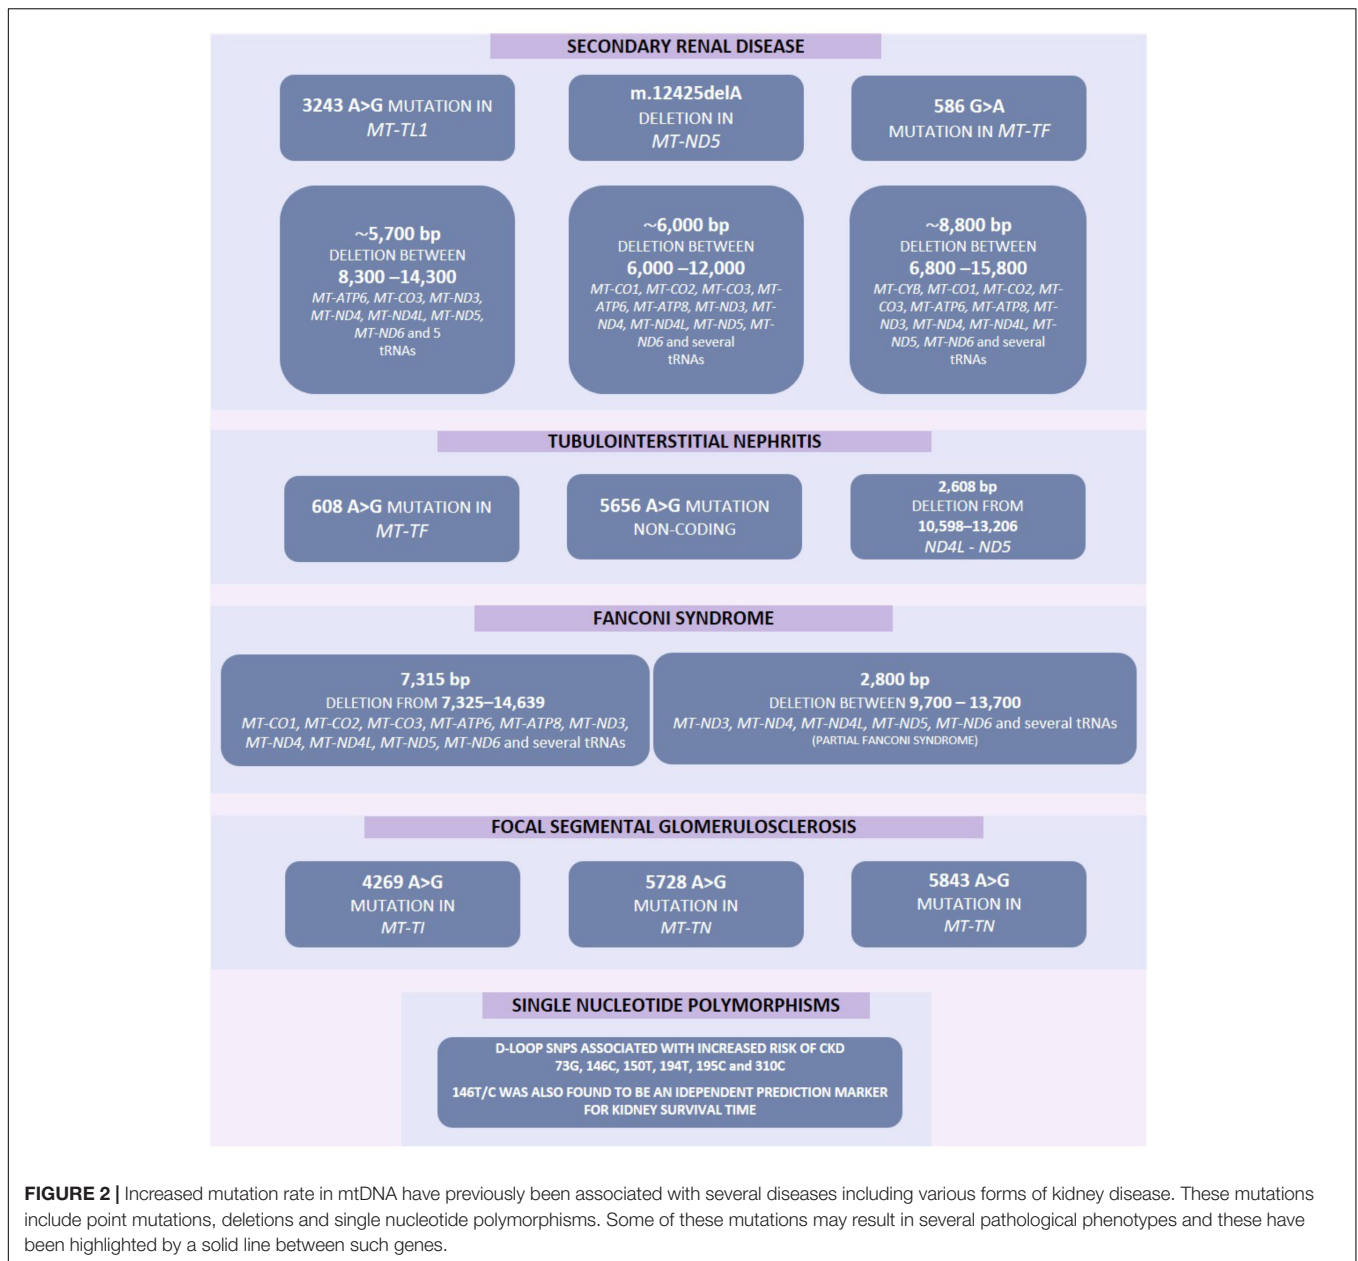 SECONDARY RENAL DISEASE
3243 A>G MUTATION IN
MT-TL1
m.12425delA
DELETION IN
MT-ND5
586 G>A
MUTATION IN MT-TF
~5,700 bp
DELETION BETWEEN
8,300 –14,300
MT-ATP6, MT-CO3, MT-ND3,
MT-ND4, MT-ND4L, MT-ND5,
MT-ND6 and 5
tRNAs
~6,000 bp
DELETION BETWEEN
6,000 –12,000
MT-CO1, MT-CO2, MT-CO3, MT-
ATP6, MT-ATP8, MT-ND3, MT-
ND4, MT-ND4L, MT-ND5, MT-
ND6 and several
tRNAs
~8,800 bp
DELETION BETWEEN
6,800 –15,800
MT-CYB, MT-CO1, MT-CO2, MT-
CO3, MT-ATP6, MT-ATP8, MT-
ND3, MT-ND4, MT-ND4L, MT-
ND5, MT-ND6 and several
tRNAs
TUBULOINTERSTITIAL NEPHRITIS
608 A>G MUTATION IN
MT-TF
5656 A>G MUTATION
NON-CODING
2,608 bp
DELETION FROM
10,598–13,206
ND4L - ND5
FANCONI SYNDROME
7,315 bp
DELETION FROM 7,325–14,639
MT-CO1, MT-CO2, MT-CO3, MT-ATP6, MT-ATP8, MT-ND3,
MT-ND4, MT-ND4L, MT-ND5, MT-ND6 and several tRNAs
2,800 bp
DELETION BETWEEN 9,700 – 13,700
MT-ND3, MT-ND4, MT-ND4L, MT-ND5, MT-ND6 and several tRNAs
(PARTIAL FANCONI SYNDROME)
FOCAL SEGMENTAL GLOMERULOSCLEROSIS
4269 A>G
MUTATION IN
MT-TI
5728 A>G
MUTATION IN
MT-TN
5843 A>G
MUTATION IN
MT-TN
SINGLE NUCLEOTIDE POLYMORPHISMS
D-LOOP SNPS ASSOCIATED WITH INCREASED RISK OF CKD
73G, 146C, 150T, 194T, 195C and 310C
146T/C WAS ALSO FOUND TO BE AN IDEPENDENT PREDICTION MARKER
FOR KIDNEY SURVIVAL TIME
FIGURE 2 | Increased mutation rate in mtDNA have previously been associated with several diseases including various forms of kidney disease. These mutations
include point mutations, deletions and single nucleotide polymorphisms. Some of these mutations may result in several pathological phenotypes and these have
been highlighted by a solid line between such genes.